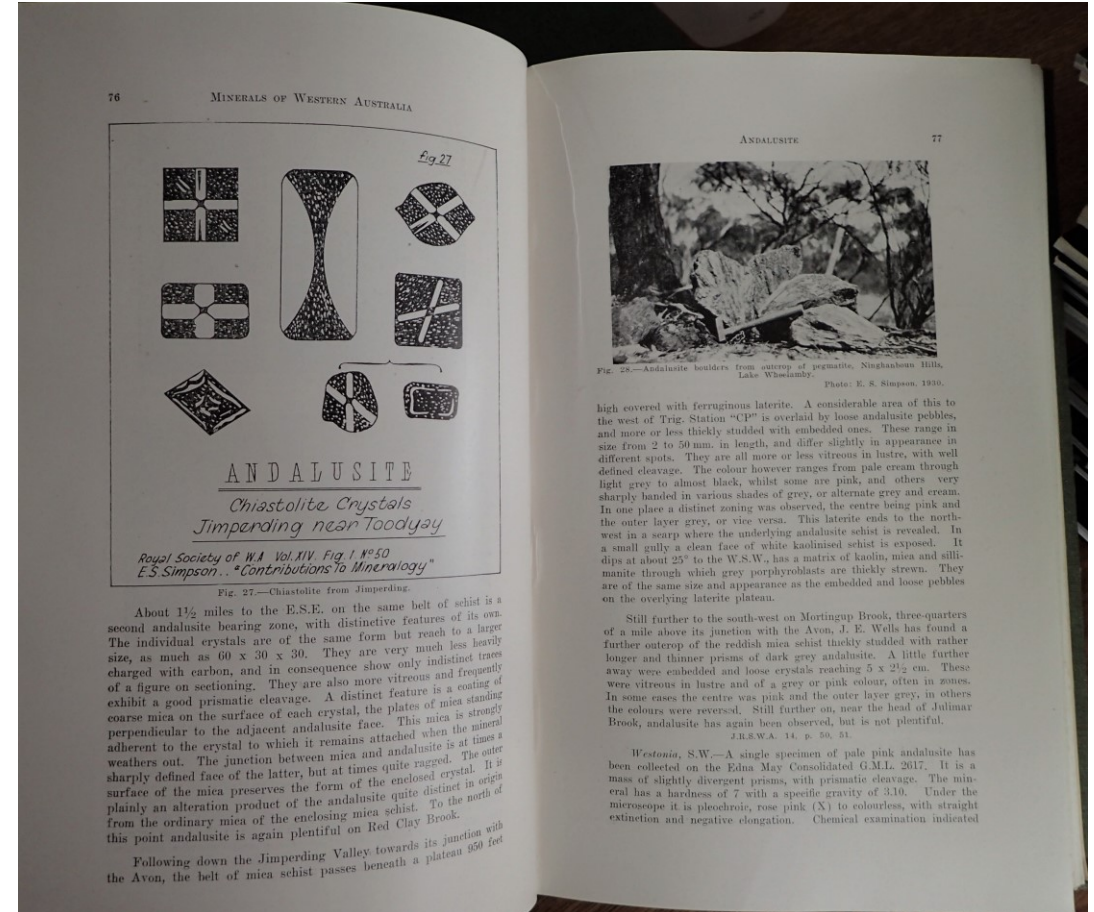 76
MINERALS OF WESTERN AUSTRALIA
fig 27
ANDALUSITE
Chiastolite Crystals
Jimperding near Toodyay
Royal Society of W.A Vol. XIV. Fig. 1. Nº 50
E.S. Simpson.. "Contributions To Mineralogy"
Fig. 27.—Chiastolite from Jimperding.
About 1½ miles to the E.S.E. on the same belt of schist is a
second andalusite bearing zone, with distinctive features of its own.
The individual crystals are of the same form but reach to a larger
size, as much as 60 x 30 x 30. They are very much less heavily
charged with carbon, and in consequence show only indistinct traces
of a figure on sectioning. They are also more vitreous and frequently
exhibit a good prismatic cleavage. A distinct feature is a coating of
coarse mica on the surface of each crystal, the plates of mica standing
perpendicular to the adjacent andalusite face. This mica is strongly
adherent to the crystal to which it remains attached when the mineral
weathers out. The junction between mica and andalusite is at times a
sharply defined face of the latter, but at times quite ragged. The outer
surface of the mica preserves the form of the enclosed crystal. It is
plainly an alteration product of the andalusite quite distinct in origin
from the ordinary mica of the enclosing mica schist. To the north of
this point andalusite is again plentiful on Red Clay Brook.
Following down the Jimperding Valley towards its junction with
the Avon, the belt of mica schist passes beneath a plateau 950 feet
ANDALUSITE
77
Fig. 28.—Andalusite boulders from outcrop of pegmatite, Ninghanboun Hills,
Lake Wheelamby.
Photo: E. S. Simpson, 1930.
high covered with ferruginous laterite. A considerable area of this to
the west of Trig. Station "CP" is overlaid by loose andalusite pebbles,
and more or less thickly studded with embedded ones. These range in
size from 2 to 50 mm. in length, and differ slightly in appearance in
different spots. They are all more or less vitreous in lustre, with well
defined cleavage. The colour however ranges from pale cream through
light grey to almost black, whilst some are pink, and others very
sharply banded in various shades of grey, or alternate grey and cream.
In one place a distinct zoning was observed, the centre being pink and
the outer layer grey, or vice versa. This laterite ends to the north-
west in a scarp where the underlying andalusite schist is revealed. In
a small gully a clean face of white kaolinised schist is exposed. It
dips at about 25° to the W.S.W., has a matrix of kaolin, mica and silli-
manite through which grey porphyroblasts are thickly strewn. They
are of the same size and appearance as the embedded and loose pebbles
on the overlying laterite plateau.
Still further to the south-west on Mortingup Brook, three-quarters
of a mile above its junction with the Avon, J. E. Wells has found a
further outcrop of the reddish mica schist thickly studded with rather
longer and thinner prisms of dark grey andalusite. A little further
away were embedded and loose crystals reaching 5 x 2½ cm. These
were vitreous in lustre and of a grey or pink colour, often in zones.
In some cases the centre was pink and the outer layer grey, in others
the colours were reversed. Still further on, near the head of Julimar
Brook, andalusite has again been observed, but is not plentiful.
J.R.S.W.A. 14, p. 50, 51.
Westonia, S.W.—A single specimen of pale pink andalusite has
been collected on the Edna May Consolidated G.M.L. 2617. It is a
mass of slightly divergent prisms, with prismatic cleavage. The min-
eral has a hardness of 7 with a specific gravity of 3.10. Under the
microscope it is pleochroic, rose pink (X) to colourless, with straight
extinction and negative elongation. Chemical examination indicated